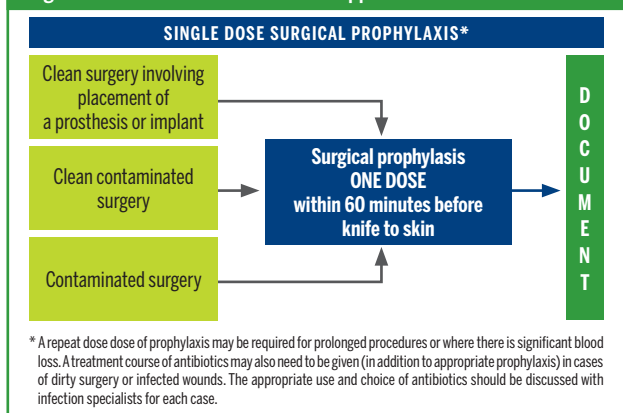 SINGLE DOSE SURGICAL PROPHYLAXIS*
Clean surgery involving
placement of
a prosthesis or implant
Clean contaminated
surgery
Contaminated surgery
Surgical prophylasis
ONE DOSE
within 60 minutes before
knife to skin
D
O
C
U
M
E
N
T
* A repeat dose dose of prophylaxis may be required for prolonged procedures or where there is significant blood
loss. A treatment course of antibiotics may also need to be given (in addition to appropriate prophylaxis) in cases
of dirty surgery or infected wounds. The appropriate use and choice of antibiotics should be discussed with
infection specialists for each case.